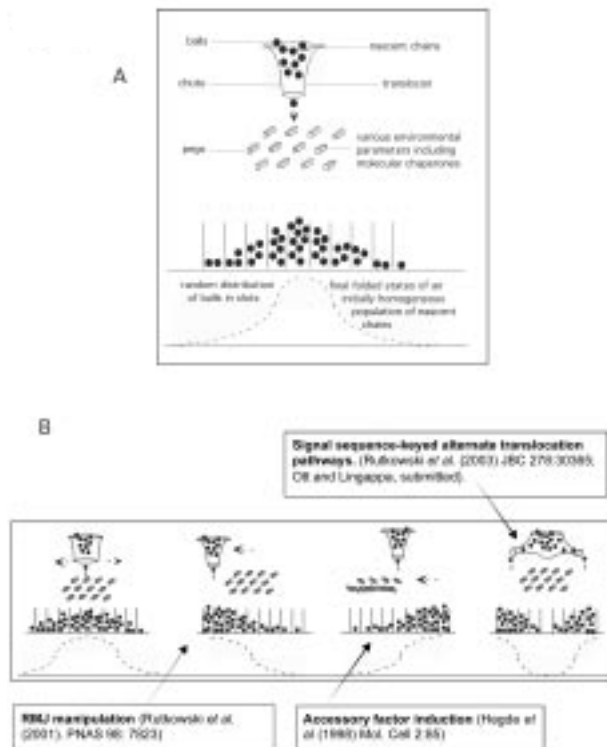 A
balls
nascent chains
chute
translocon
pegs
various environmental
parameters including
molecular chaperones
random distribution
of balls in slots
final folded states of an
initially homogeneous
population of nascent
chains
B
Signal sequence-keyed alternate translocation
pathways. (Rutkowski et al. (2003) JBC 278:30365;
Ott and Lingappa, submitted).
RMJ manipulation (Rutkowski et al.
(2001). PNAS 98: 7823)
Accessory factor induction (Hegde et
al (1998) Mol. Cell 2:85)